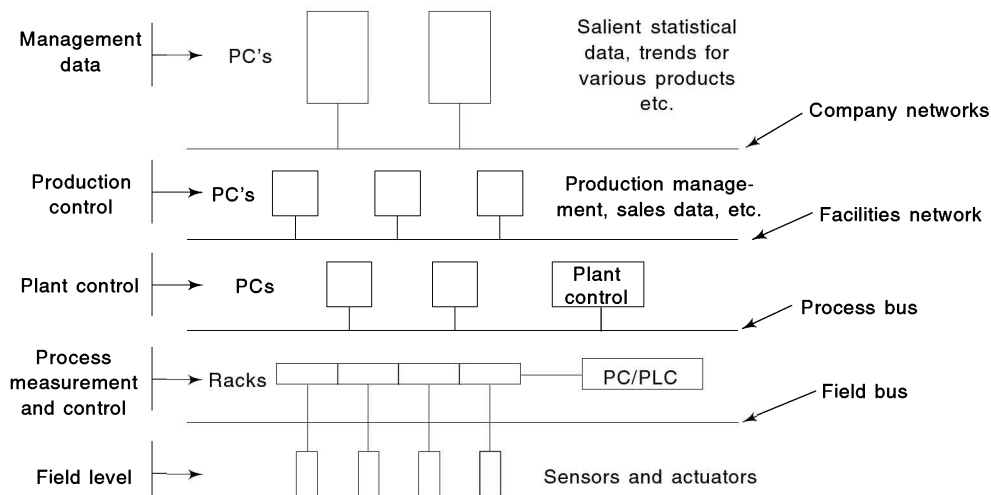 Management
data
PC's
Salient statistical
data, trends for
various products
etc.
Company networks
Production
control
PC's
Production manage-
ment, sales data, etc.
Facilities network
Plant control
PCs
Plant
control
Process bus
Process
measurement
and control
Racks
PC/PLC
Field bus
Field level
Sensors and actuators